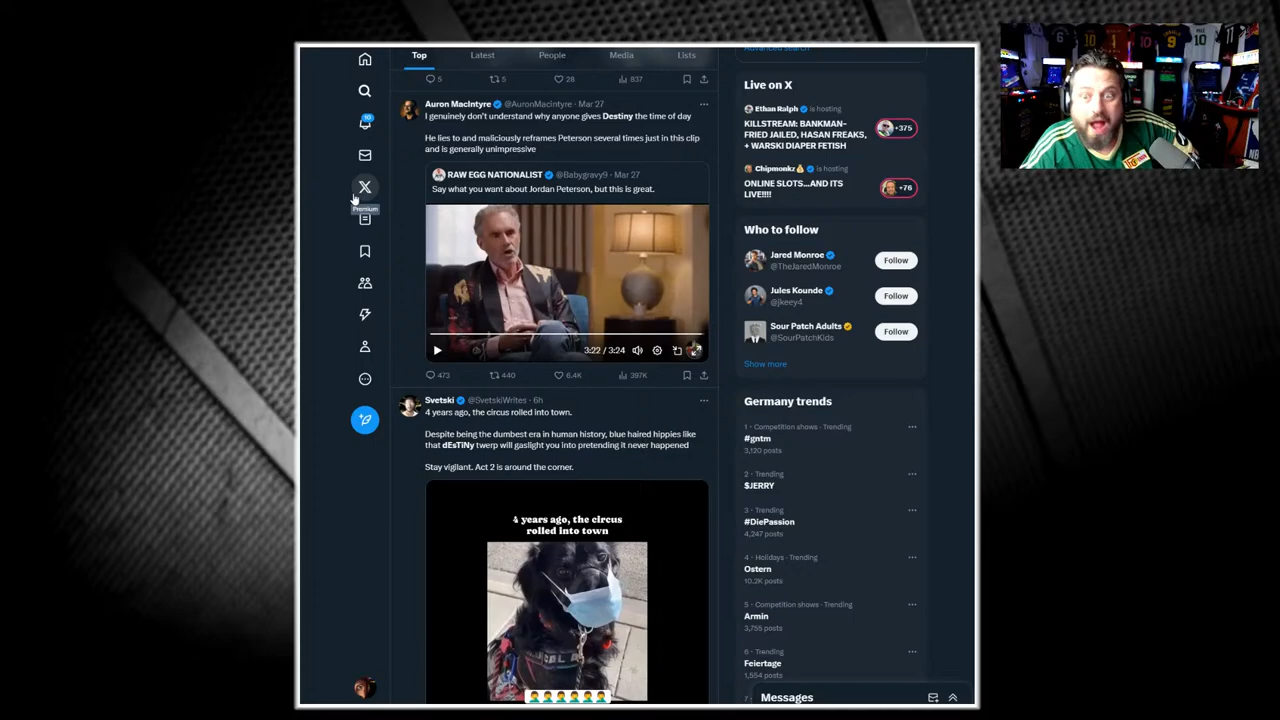 Top
Latest
People
Media
Lists
5
5
28
837
Auron MacIntyre @AuronMacIntyre · Mar 27
I genuinely don't understand why anyone gives Destiny the time of day
He lies to and maliciously reframes Peterson several times just in this clip
and is generally unimpressive
RAW EGG NATIONALIST @Babygravy9 · Mar 27
Say what you want about Jordan Peterson, but this is great.
3:22 / 3:24
473
440
6.4K
397K
Svetski @SvetskiWrites · 6h
4 years ago, the circus rolled into town.
Despite being the dumbest era in human history, blue haired hippies like
that dEsTiNy twerp will gaslight you into pretending it never happened
Stay vigilant. Act 2 is around the corner.
4 years ago, the circus
rolled into town
10
Premium
Advanced search
Live on X
Ethan Ralph is hosting
KILLSTREAM: BANKMAN-
FRIED JAILED, HASAN FREAKS,
+ WARSKI DIAPER FETISH
+375
Chipmonkz is hosting
ONLINE SLOTS...AND ITS
LIVE!!!!
+76
Who to follow
Jared Monroe
@TheJaredMonroe
Follow
Jules Kounde
@jkeey4
Follow
Sour Patch Adults
@SourPatchKids
Follow
Show more
Germany trends
1 · Competition shows · Trending
#gntm
3,120 posts
2 · Trending
$JERRY
3 · Trending
#DiePassion
4,247 posts
4 · Holidays · Trending
Ostern
10.2K posts
5 · Competition shows · Trending
Armin
3,755 posts
6 · Trending
Feiertage
1,554 posts
Messages